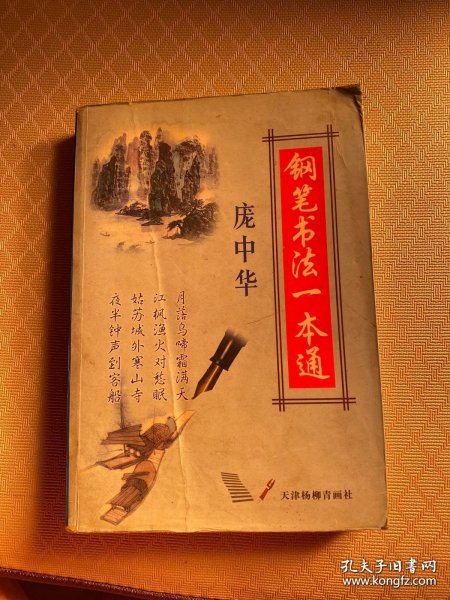 钢笔书法一本通
庞中华
月落乌啼霜满天
江枫渔火对愁眠
姑苏城外寒山寺
夜半钟声到客船
天津杨柳青画社
孔夫子旧书网
www.kongfz.com